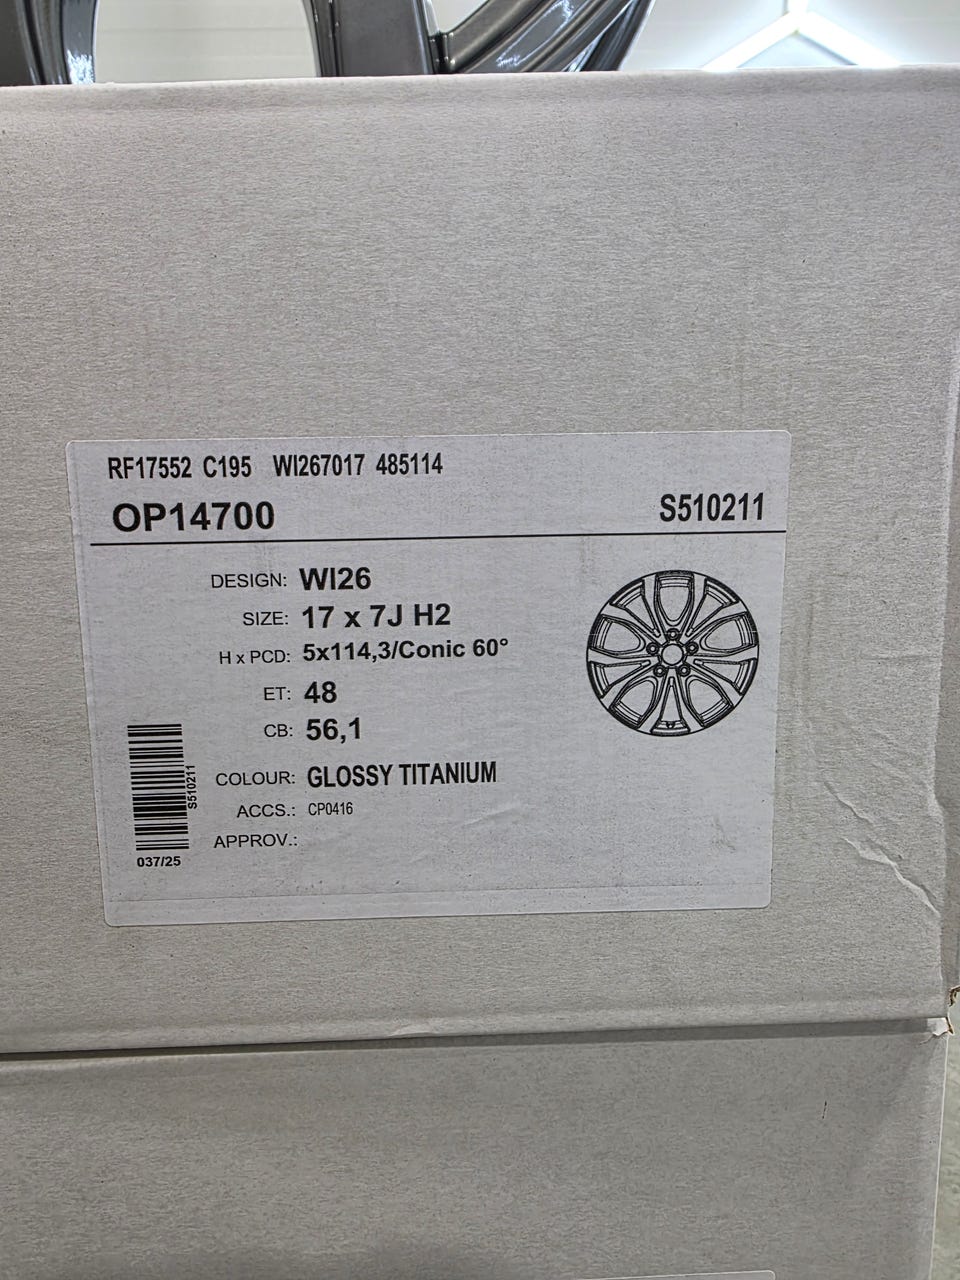 RF17552 C195 WI267017 485114
OP14700 S510211
DESIGN: WI26
SIZE: 17 x 7J H2
H x PCD: 5x114,3/Conic 60°
ET: 48
CB: 56,1
COLOUR: GLOSSY TITANIUM
ACCS.: CP0416
APPROV.:
S510211
037/25